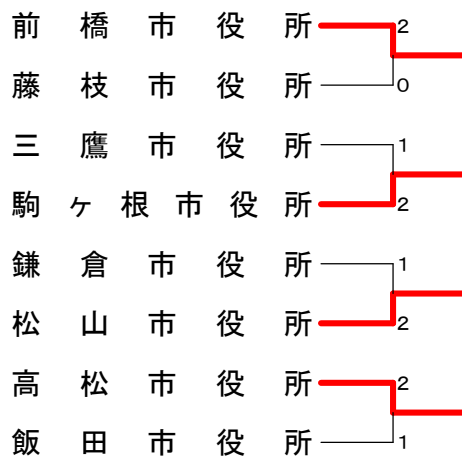 前橋市役所 2
藤枝市役所 0
三鷹市役所 1
駒ヶ根市役所 2
鎌倉市役所 1
松山市役所 2
高松市役所 2
飯田市役所 1